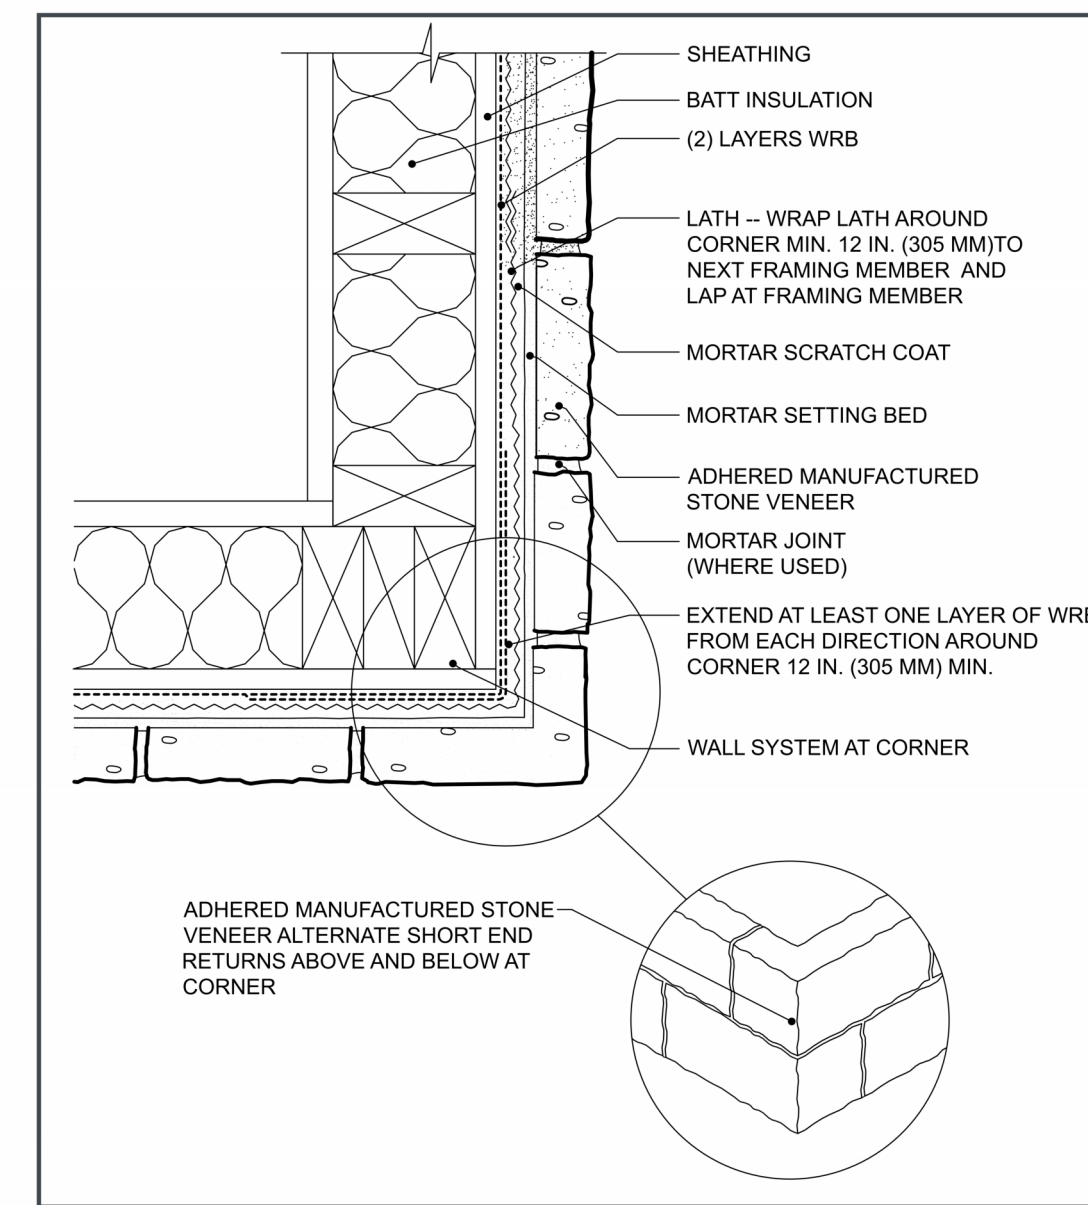 SHEATHING
BATT INSULATION
(2) LAYERS WRB
LATH -- WRAP LATH AROUND
CORNER MIN. 12 IN. (305 MM)TO
NEXT FRAMING MEMBER AND
LAP AT FRAMING MEMBER
MORTAR SCRATCH COAT
MORTAR SETTING BED
ADHERED MANUFACTURED
STONE VENEER
MORTAR JOINT
(WHERE USED)
EXTEND AT LEAST ONE LAYER OF WRB
FROM EACH DIRECTION AROUND
CORNER 12 IN. (305 MM) MIN.
WALL SYSTEM AT CORNER
ADHERED MANUFACTURED STONE
VENEER ALTERNATE SHORT END
RETURNS ABOVE AND BELOW AT
CORNER